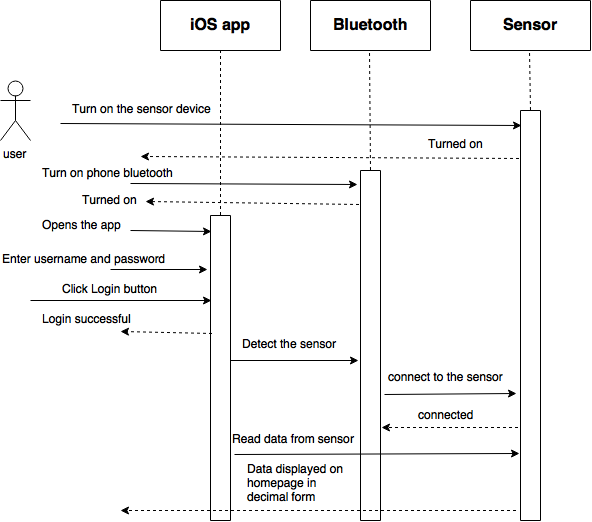 iOS app
Bluetooth
Sensor
Turn on the sensor device
user
Turned on
Turn on phone bluetooth
Turned on
Opens the app
Enter username and password
Click Login button
Login successful
Detect the sensor
connect to the sensor
connected
Read data from sensor
Data displayed on
homepage in
decimal form